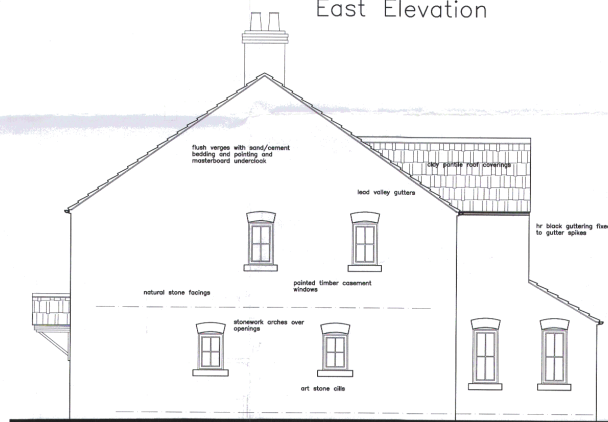 East Elevation
flush verges with sand/cement
bedding and pointing and
masterboard undercloak
clay pantile roof coverings
lead valley gutters
hr black guttering fixed
to gutter spikes
painted timber casement
windows
natural stone facings
stonework arches over
openings
art stone cills